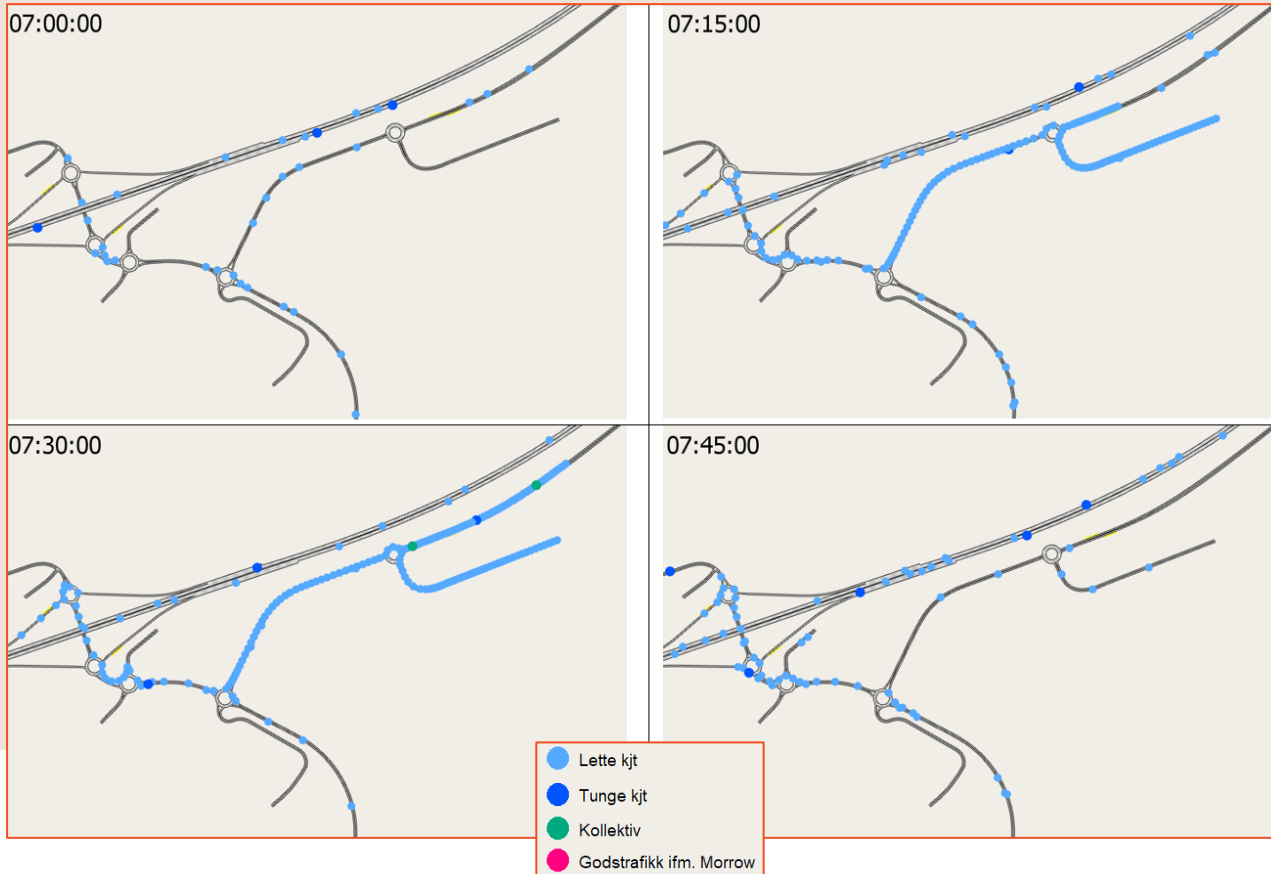 07:00:00
07:15:00
07:30:00
07:45:00
Lette kjt
Tunge kjt
Kollektiv
Godstrafikk ifm. Morrow